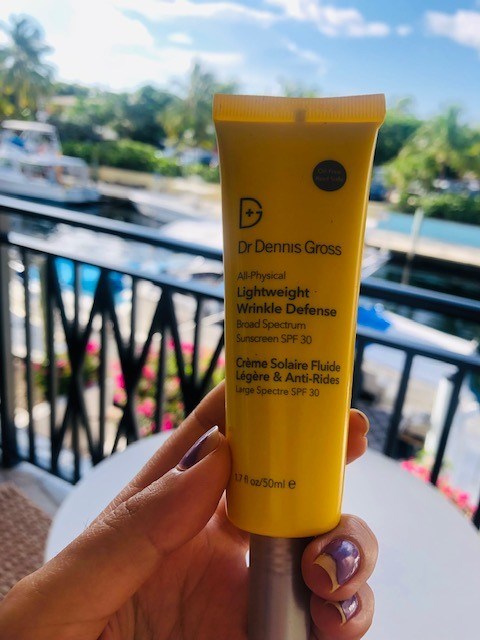 Dr Dennis Gross
All-Physical
Lightweight
Wrinkle Defense
Broad Spectrum
Sunscreen SPF 30
Crème Solaire Fluide
Légère & Anti-Rides
Large Spectre SPF 30
1.7 fl oz/50ml e